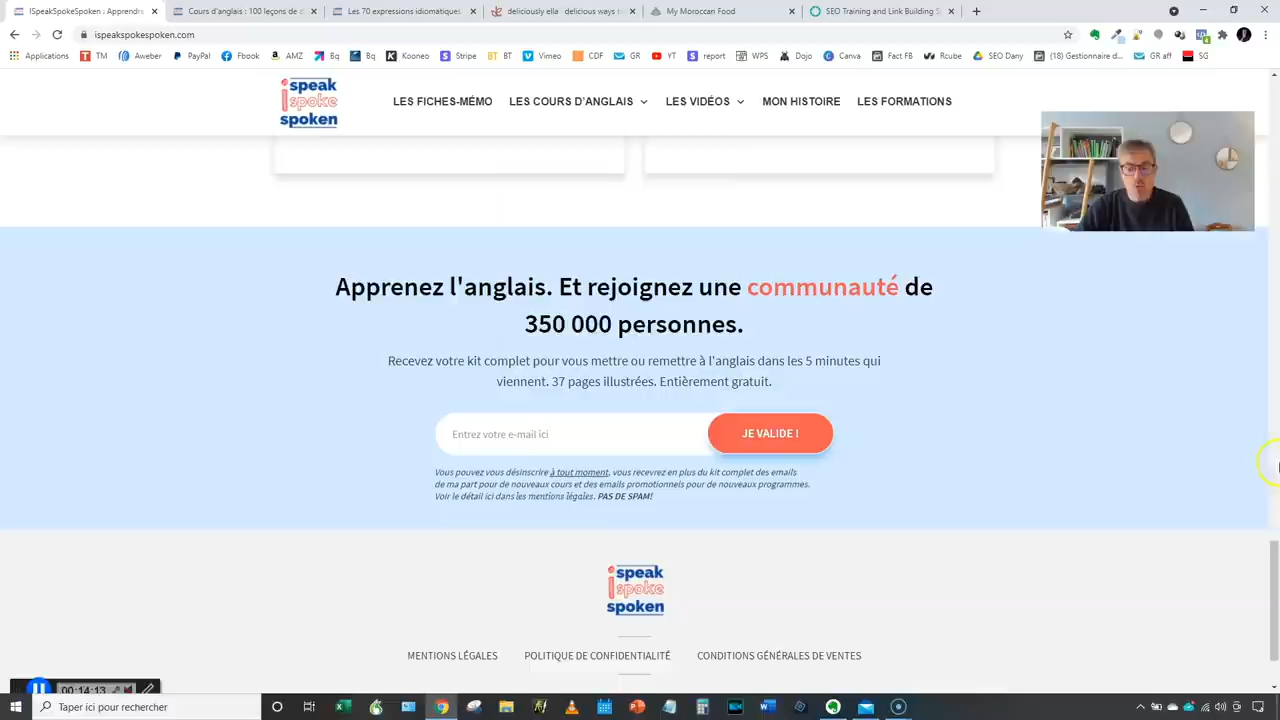 ISpeakSpokeSpoken : Apprendre
Cours d'anglais : 100 leçons de d
Les 70 expressions idiomatiques
deliciously ella - delicious ways t
My Moroccan Food
SEO Training and Link Building S
ispeakspokespoken.com
Applications TM Aweber PayPal Fbook AMZ Bq Bq Kooneo Stripe BT BT Vimeo CDF GR YT report WPS Dojo Canva Fact FB Rcube SEO Dany (18) Gestionnaire d... GR aff SG
i speak
spoke
spoken
LES FICHES-MÉMO LES COURS D'ANGLAIS LES VIDÉOS MON HISTOIRE LES FORMATIONS
Apprenez l'anglais. Et rejoignez une communauté de
350 000 personnes.
Recevez votre kit complet pour vous mettre ou remettre à l'anglais dans les 5 minutes qui
viennent. 37 pages illustrées. Entièrement gratuit.
Entrez votre e-mail ici
JE VALIDE !
Vous pouvez vous désinscrire à tout moment, vous recevrez en plus du kit complet des emails
de ma part pour de nouveaux cours et des emails promotionnels pour de nouveaux programmes.
Voir le détail ici dans les mentions légales. PAS DE SPAM!
i speak
spoke
spoken
MENTIONS LÉGALES POLITIQUE DE CONFIDENTIALITÉ CONDITIONS GÉNÉRALES DE VENTES
00:14:13
Taper ici pour rechercher